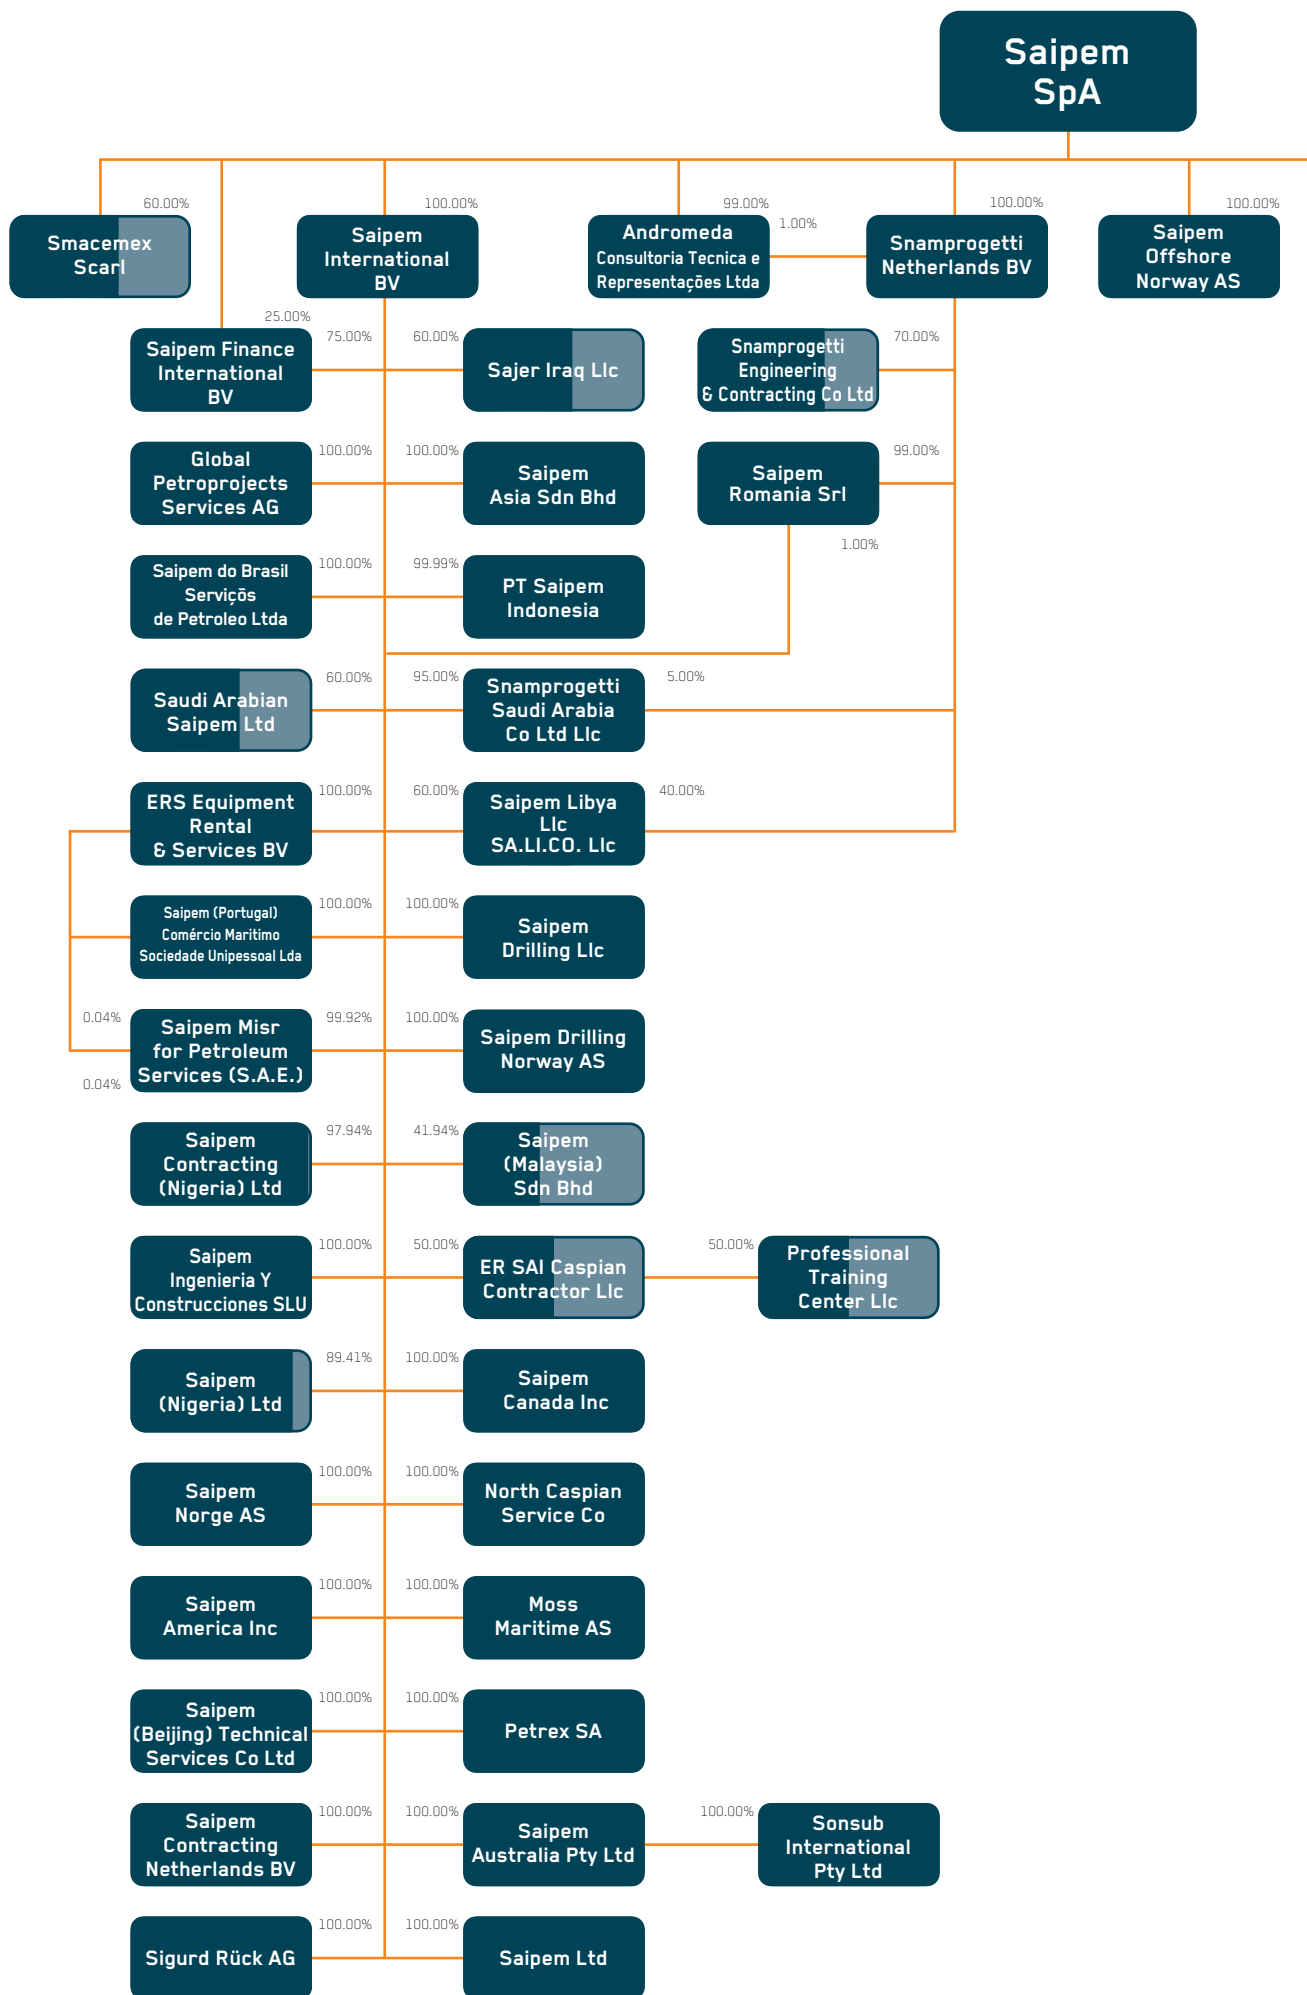 Saipem
SpA
60.00%
100.00%
99.00%
1.00%
100.00%
100.00%
Smacemex
Scarl
Saipem
International
BV
Andromeda
Consultoria Tecnica e
Representações Ltda
Snamprogetti
Netherlands BV
Saipem
Offshore
Norway AS
25.00%
75.00%
60.00%
70.00%
Saipem Finance
International
BV
Sajer Iraq Llc
Snamprogetti
Engineering
& Contracting Co Ltd
100.00%
100.00%
99.00%
Global
Petroprojects
Services AG
Saipem
Asia Sdn Bhd
Saipem
Romania Srl
1.00%
100.00%
99.99%
Saipem do Brasil
Serviçõs
de Petroleo Ltda
PT Saipem
Indonesia
60.00%
95.00%
5.00%
Saudi Arabian
Saipem Ltd
Snamprogetti
Saudi Arabia
Co Ltd Llc
100.00%
60.00%
40.00%
ERS Equipment
Rental
& Services BV
Saipem Libya
Llc
SA.LI.CO. Llc
100.00%
100.00%
Saipem (Portugal)
Comércio Maritimo
Sociedade Unipessoal Lda
Saipem
Drilling Llc
0.04%
99.92%
100.00%
Saipem Misr
for Petroleum
Services (S.A.E.)
0.04%
Saipem Drilling
Norway AS
97.94%
41.94%
Saipem
Contracting
(Nigeria) Ltd
Saipem
(Malaysia)
Sdn Bhd
100.00%
50.00%
50.00%
Saipem
Ingenieria Y
Construcciones SLU
ER SAI Caspian
Contractor Llc
Professional
Training
Center Llc
89.41%
100.00%
Saipem
(Nigeria) Ltd
Saipem
Canada Inc
100.00%
100.00%
Saipem
Norge AS
North Caspian
Service Co
100.00%
100.00%
Saipem
America Inc
Moss
Maritime AS
100.00%
100.00%
Saipem
(Beijing) Technical
Services Co Ltd
Petrex SA
100.00%
100.00%
100.00%
Saipem
Contracting
Netherlands BV
Saipem
Australia Pty Ltd
Sonsub
International
Pty Ltd
100.00%
100.00%
Sigurd Rück AG
Saipem Ltd